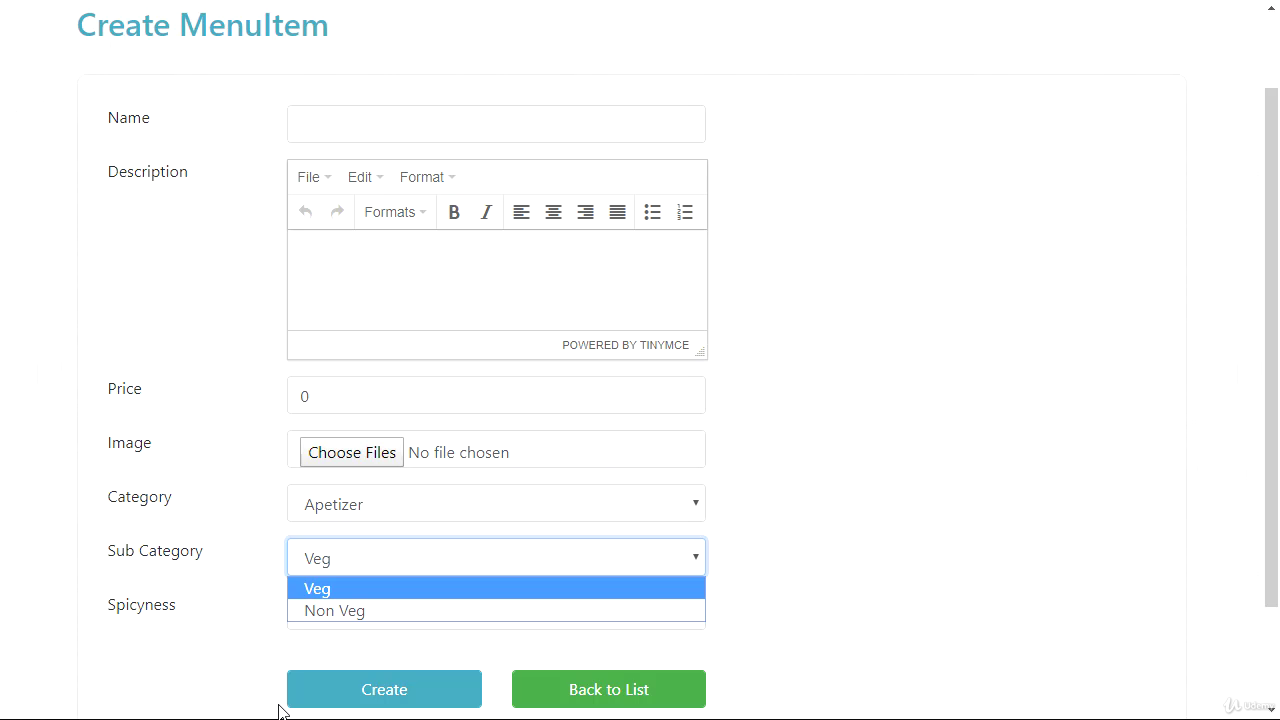 Create MenuItem
Name
Description
File Edit Format
Formats B I
POWERED BY TINYMCE
Price 0
Image Choose Files No file chosen
Category Apetizer
Sub Category Veg
Veg
Spicyness
Non Veg
Create Back to List
Udemy